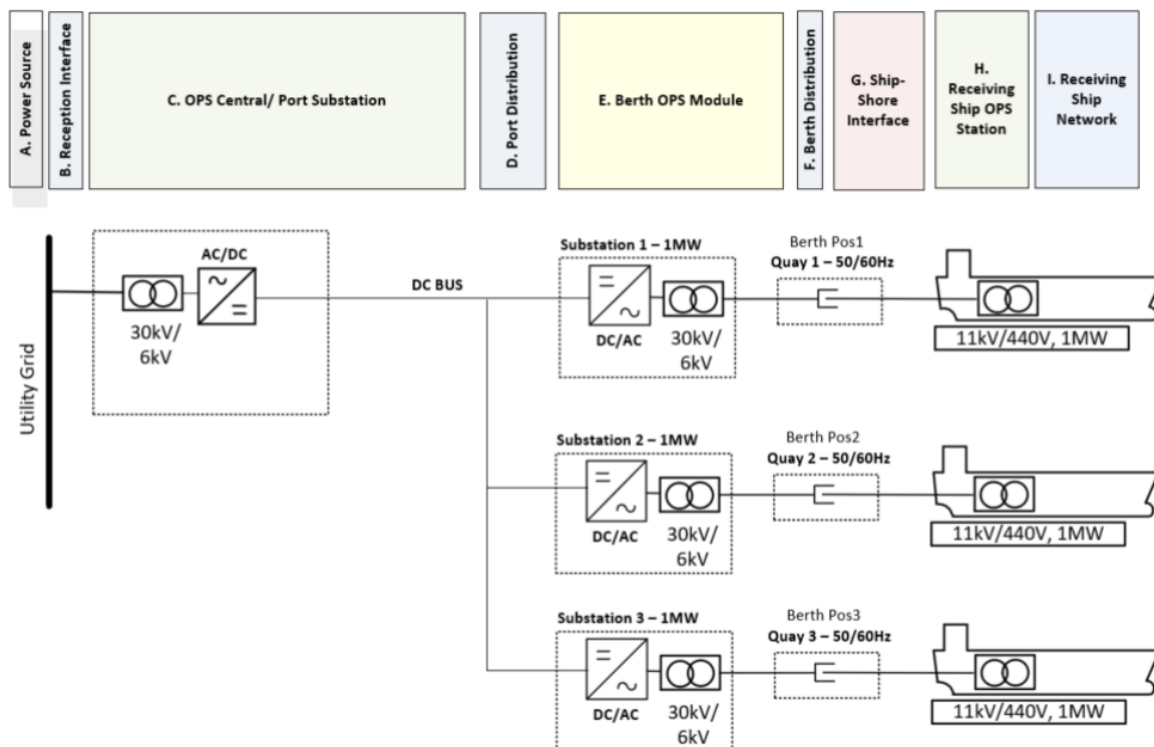 A. Power Source
B. Reception Interface
C. OPS Central/ Port Substation
D. Port Distribution
E. Berth OPS Module
F. Berth Distribution
G. Ship-
Shore
Interface
H.
Receiving
Ship OPS
Station
I. Receiving
Ship
Network
Utility Grid
AC/DC
30kV/
6kV
DC BUS
Substation 1 – 1MW
DC/AC
30kV/
6kV
Berth Pos1
Quay 1 – 50/60Hz
11kV/440V, 1MW
Substation 2 – 1MW
DC/AC
30kV/
6kV
Berth Pos2
Quay 2 – 50/60Hz
11kV/440V, 1MW
Substation 3 – 1MW
DC/AC
30kV/
6kV
Berth Pos3
Quay 3 – 50/60Hz
11kV/440V, 1MW